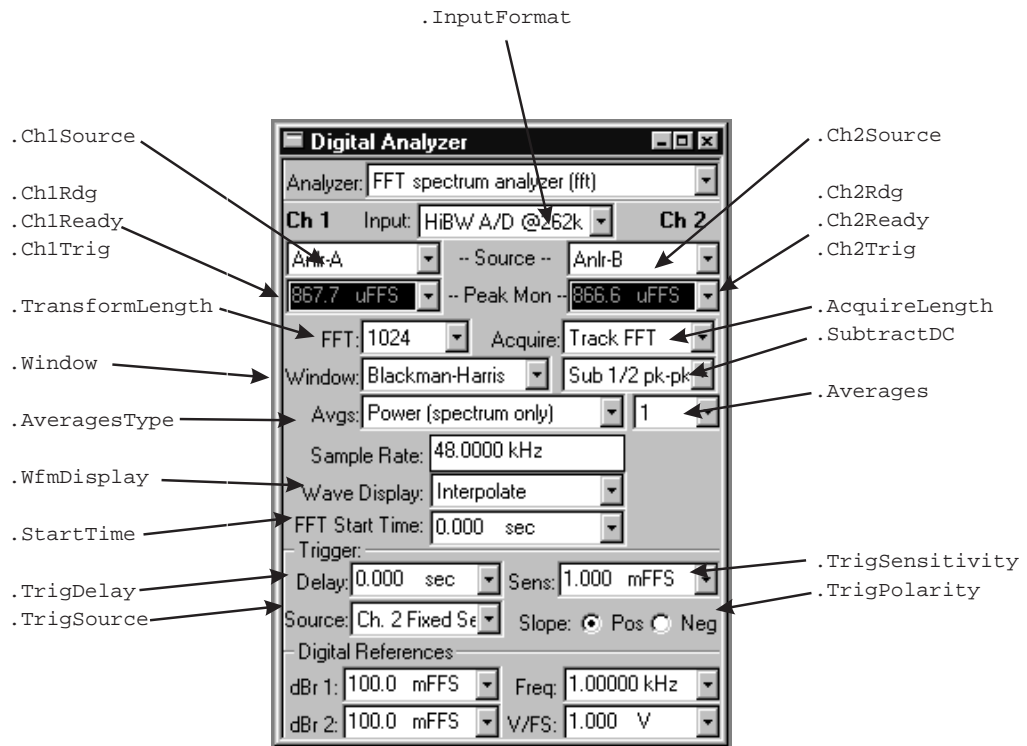 .InputFormat
.Ch1Source
.Ch2Source
Digital Analyzer
Analyzer: FFT spectrum analyzer (fft)
.Ch1Rdg
.Ch1Ready
.Ch1Trig
.Ch2Rdg
.Ch2Ready
.Ch2Trig
Ch 1 Input: HiBW A/D @262k Ch 2
Anlr-A -- Source -- Anlr-B
867.7 uFFS -- Peak Mon -- 866.6 uFFS
.TransformLength
.AcquireLength
FFT: 1024 Acquire: Track FFT
.SubtractDC
.Window
Window: Blackman-Harris Sub 1/2 pk-pk
.Averages
.AveragesType
Avgs: Power (spectrum only) 1
Sample Rate: 48.0000 kHz
.WfmDisplay
Wave Display: Interpolate
.StartTime
FFT Start Time: 0.000 sec
Trigger:
.TrigSensitivity
.TrigPolarity
.TrigDelay
.TrigSource
Delay: 0.000 sec Sens: 1.000 mFFS
Source: Ch. 2 Fixed Se Slope: Pos Neg
Digital References
dBr 1: 100.0 mFFS Freq: 1.00000 kHz
dBr 2: 100.0 mFFS V/FS: 1.000 V